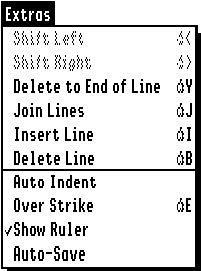 Extras
Shift Left <
Shift Right >
Delete to End of Line Y
Join Lines J
Insert Line I
Delete Line B
Auto Indent
Over Strike E
✓Show Ruler
Auto-Save